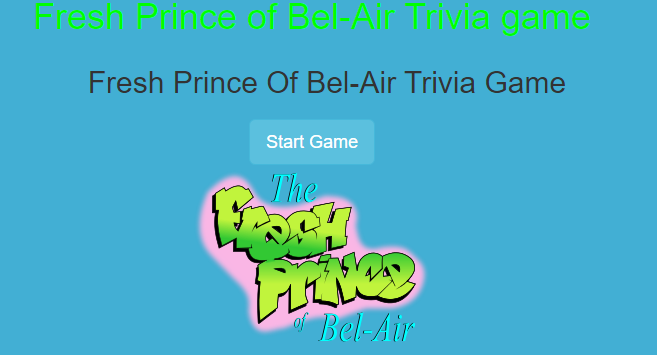 Fresh Prince of Bel-Air Trivia game
Fresh Prince Of Bel-Air Trivia Game
Start Game
The
FRESH
PRINCE
of Bel-Air